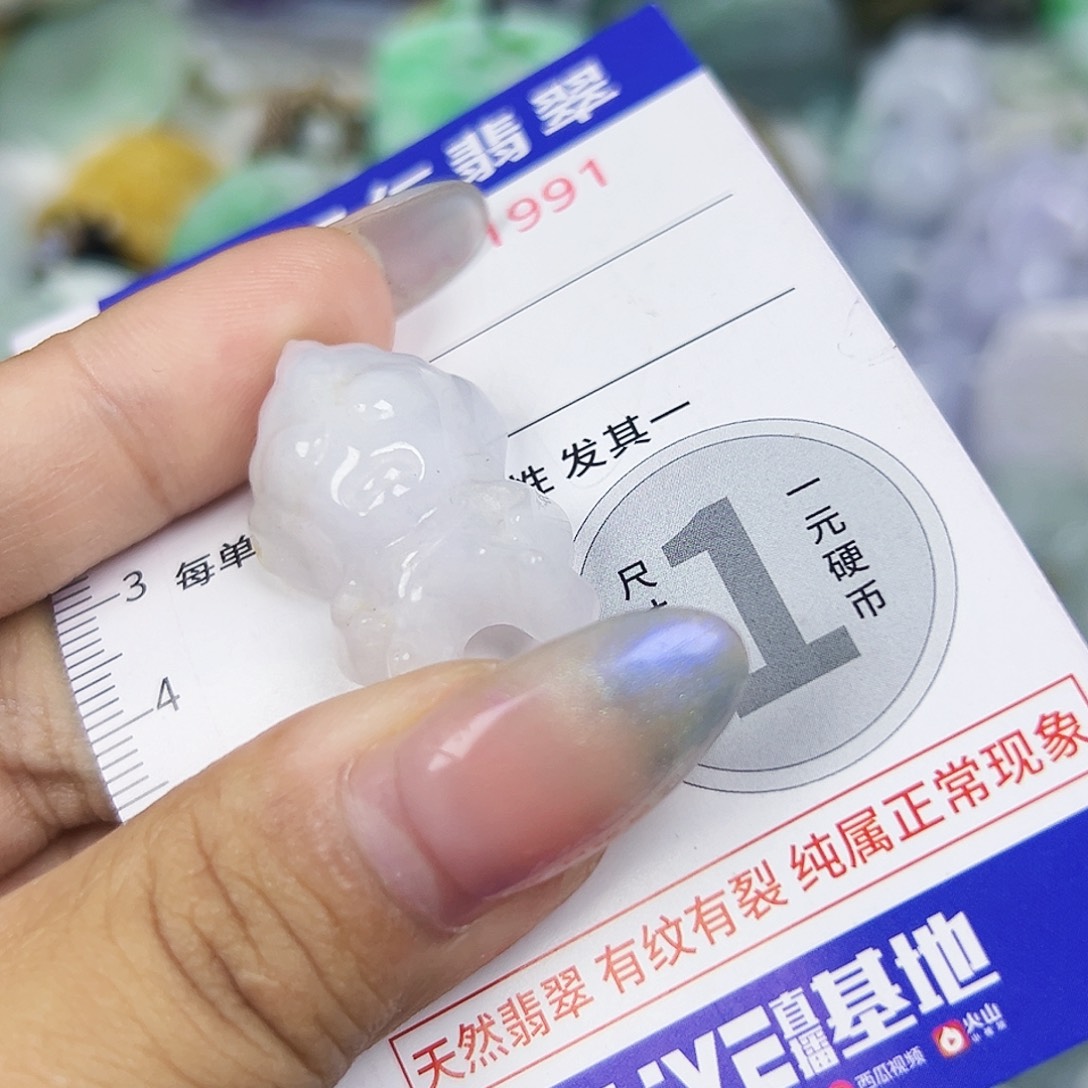 翡翠
1991
性 发其一
3 每单
4
尺
1
一元硬币
天然翡翠 有纹有裂 纯属正常现象
直播基地
西瓜视频
火山